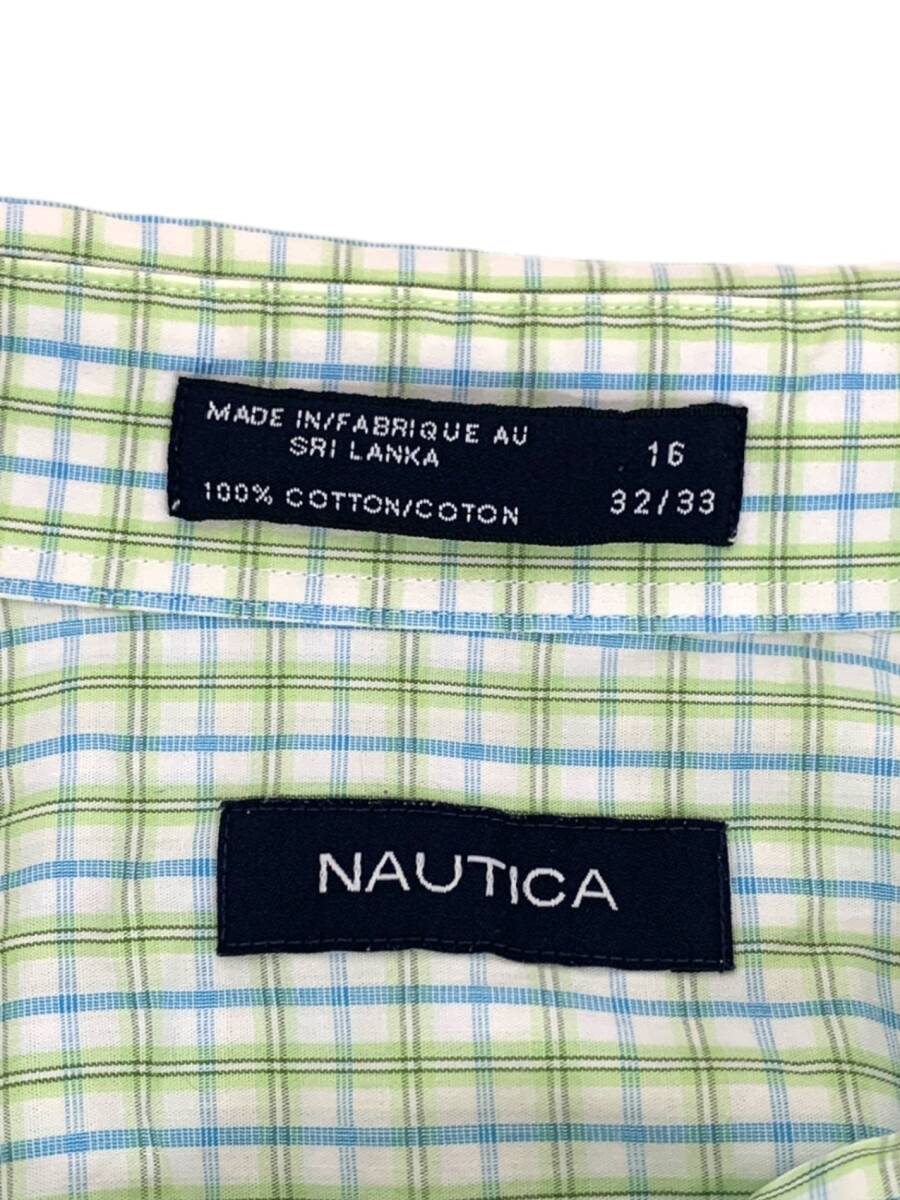 MADE IN/FABRIQUE AU
SRI LANKA
100% COTTON/COTON
16
32/33
NAUTICA